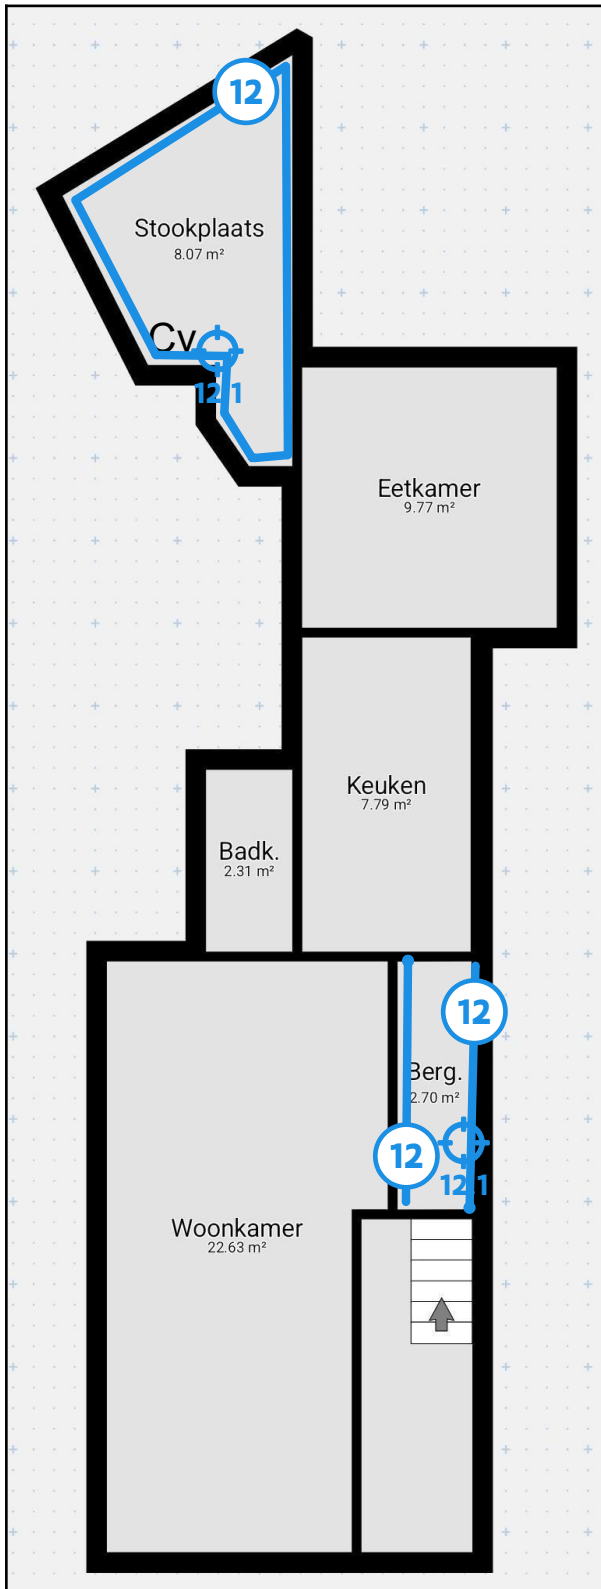 12
Stookplaats
8.07 m²
Cv
12.1
Eetkamer
9.77 m²
Keuken
7.79 m²
Badk.
2.31 m²
12
Berg.
2.70 m²
12
12.1
Woonkamer
22.63 m²